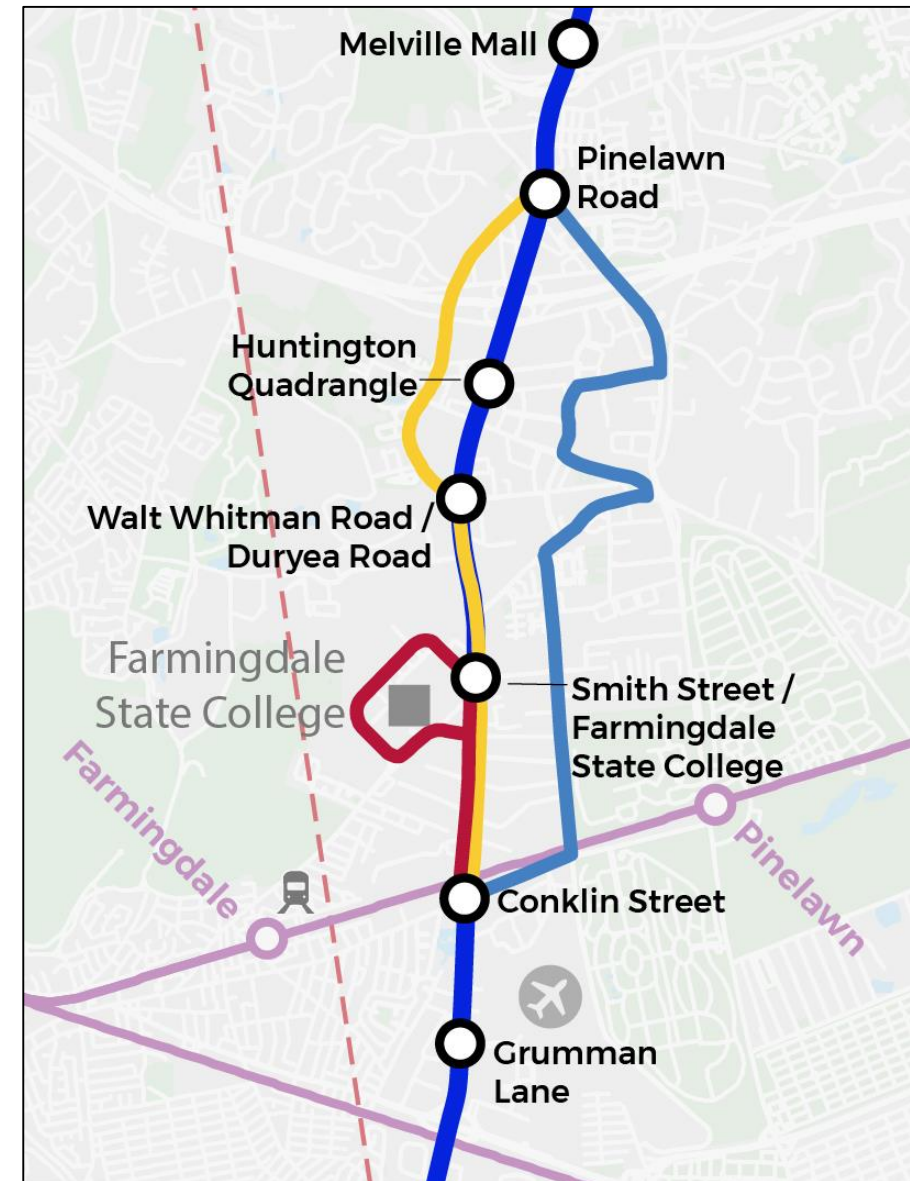 Melville Mall
Pinelawn
Road
Huntington
Quadrangle
Walt Whitman Road /
Duryea Road
Farmingdale
State College
Smith Street /
Farmingdale
State College
Farmingdale
Pinelawn
Conklin Street
Grumman
Lane